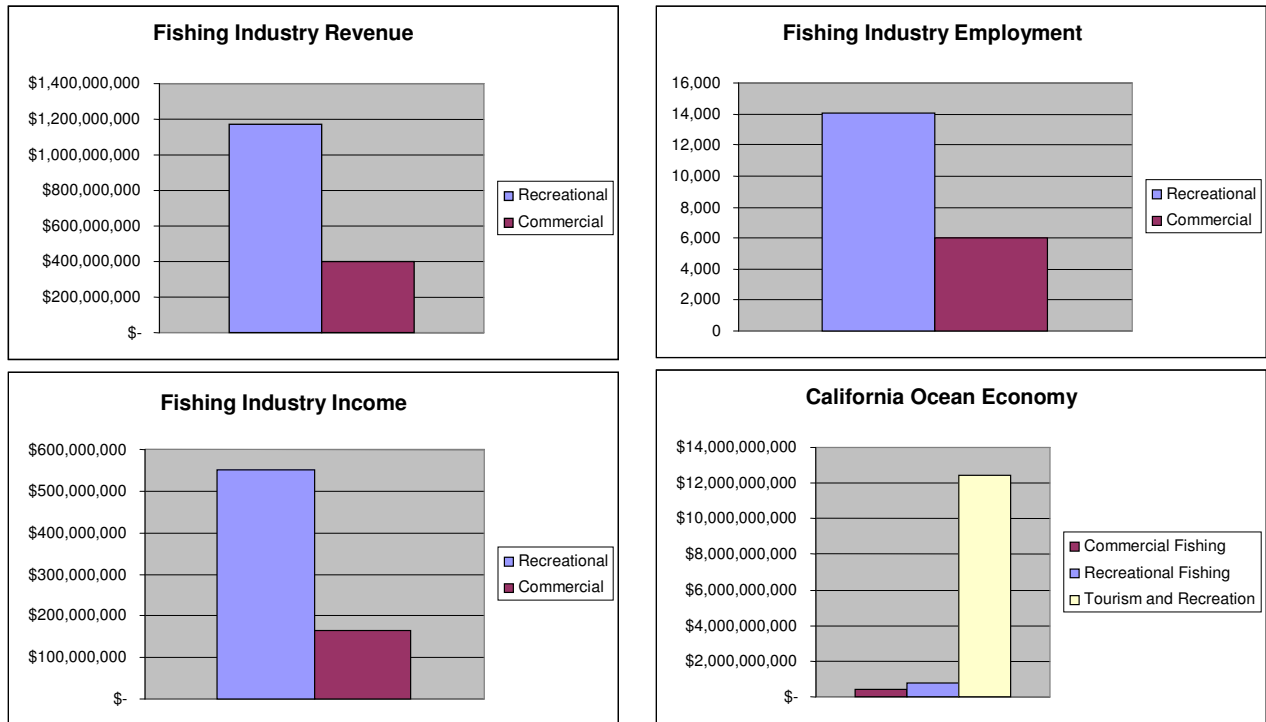 Fishing Industry Revenue
$1,400,000,000
$1,200,000,000
$1,000,000,000
$800,000,000
$600,000,000
$400,000,000
$200,000,000
$-
Recreational
Commercial
Fishing Industry Employment
16,000
14,000
12,000
10,000
8,000
6,000
4,000
2,000
0
Recreational
Commercial
Fishing Industry Income
$600,000,000
$500,000,000
$400,000,000
$300,000,000
$200,000,000
$100,000,000
$-
Recreational
Commercial
California Ocean Economy
$14,000,000,000
$12,000,000,000
$10,000,000,000
$8,000,000,000
$6,000,000,000
$4,000,000,000
$2,000,000,000
$-
Commercial Fishing
Recreational Fishing
Tourism and Recreation